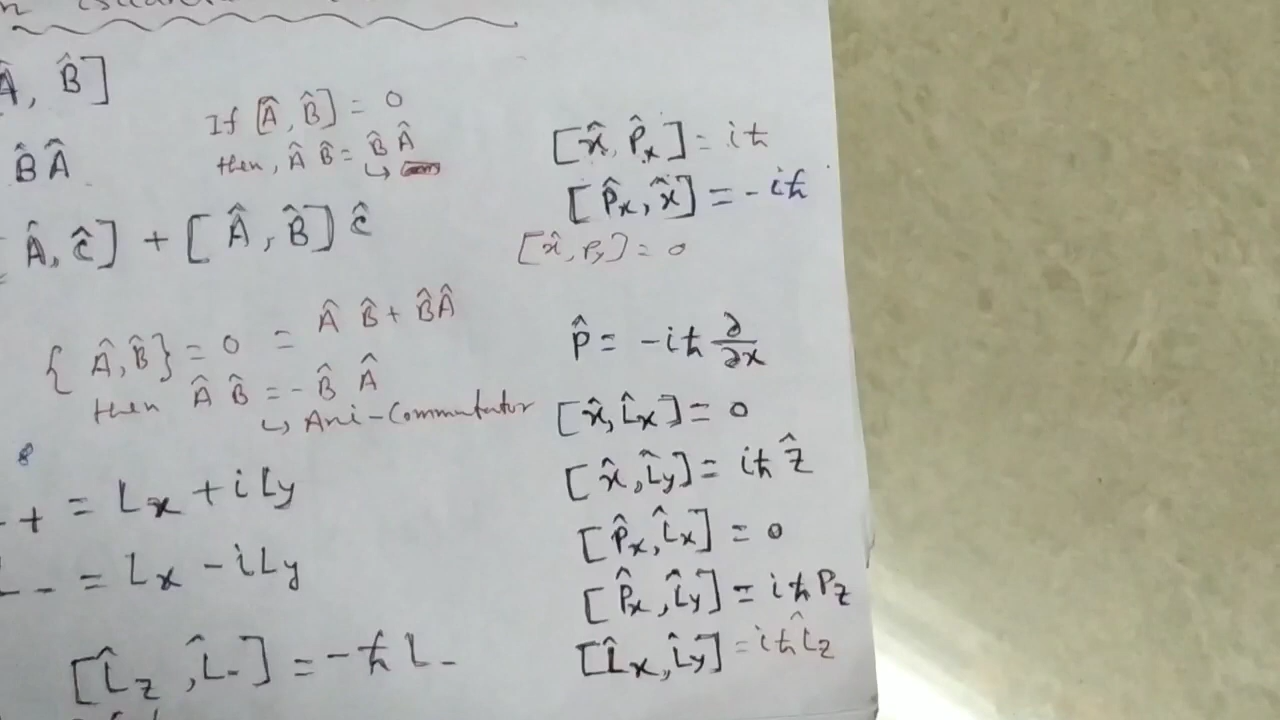 Â, B̂]
B̂Â
If [Â, B̂] = 0
then, Â B̂ = B̂ Â
↳
Â, Ĉ] + [Â, B̂] Ĉ
{Â, B̂} = 0 = Â B̂ + B̂Â
then Â B̂ = - B̂ Â
↳ Ani-Commutator
+ = Lx + iLy
L- = Lx - iLy
[L̂z, L̂-] = -ħ L-
[x̂, P̂x] = iħ
[P̂x, x̂] = -iħ
[x̂, Py] = 0
P̂ = -iħ ∂/∂x
[x̂, L̂x] = 0
[x̂, L̂y] = iħ ẑ
[P̂x, L̂x] = 0
[P̂x, L̂y] = iħ Pz
[L̂x, L̂y] = iħ L̂z